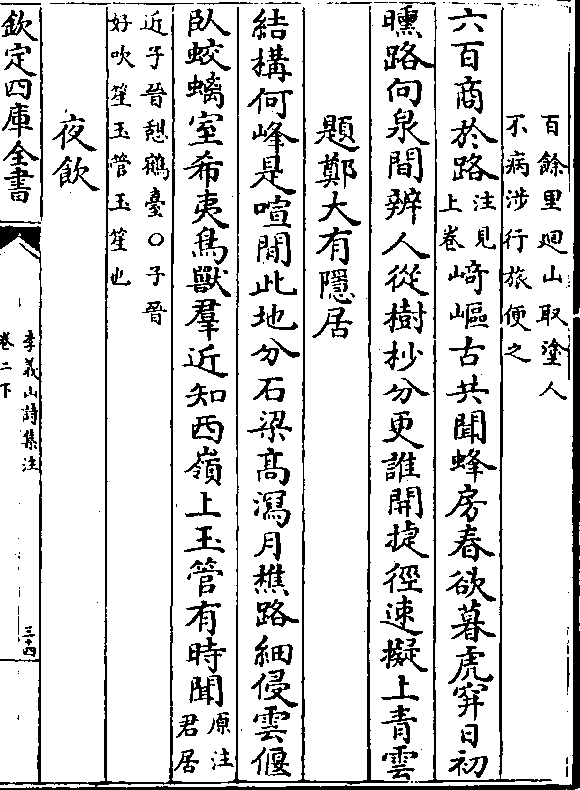 百餘里廻山取塗人
不病涉行旅便之
六百商於路注見
上卷崎嶇古共聞蜂房春欲暮虎穽日初
曛路向泉間辨人從樹抄分更誰開捷徑速擬上青雲
題鄭大有隱居
結構何峰是喧閒此地分石梁高瀉月樵路細侵雲偃
臥蛟螭室希夷鳥獸羣近知西嶺上玉管有時聞原注
君居
近子晉憇鶴臺○子晉
好吹笙玉管玉笙也
夜飲
欽定四庫全書
李義山詩集注
卷二下
三十四